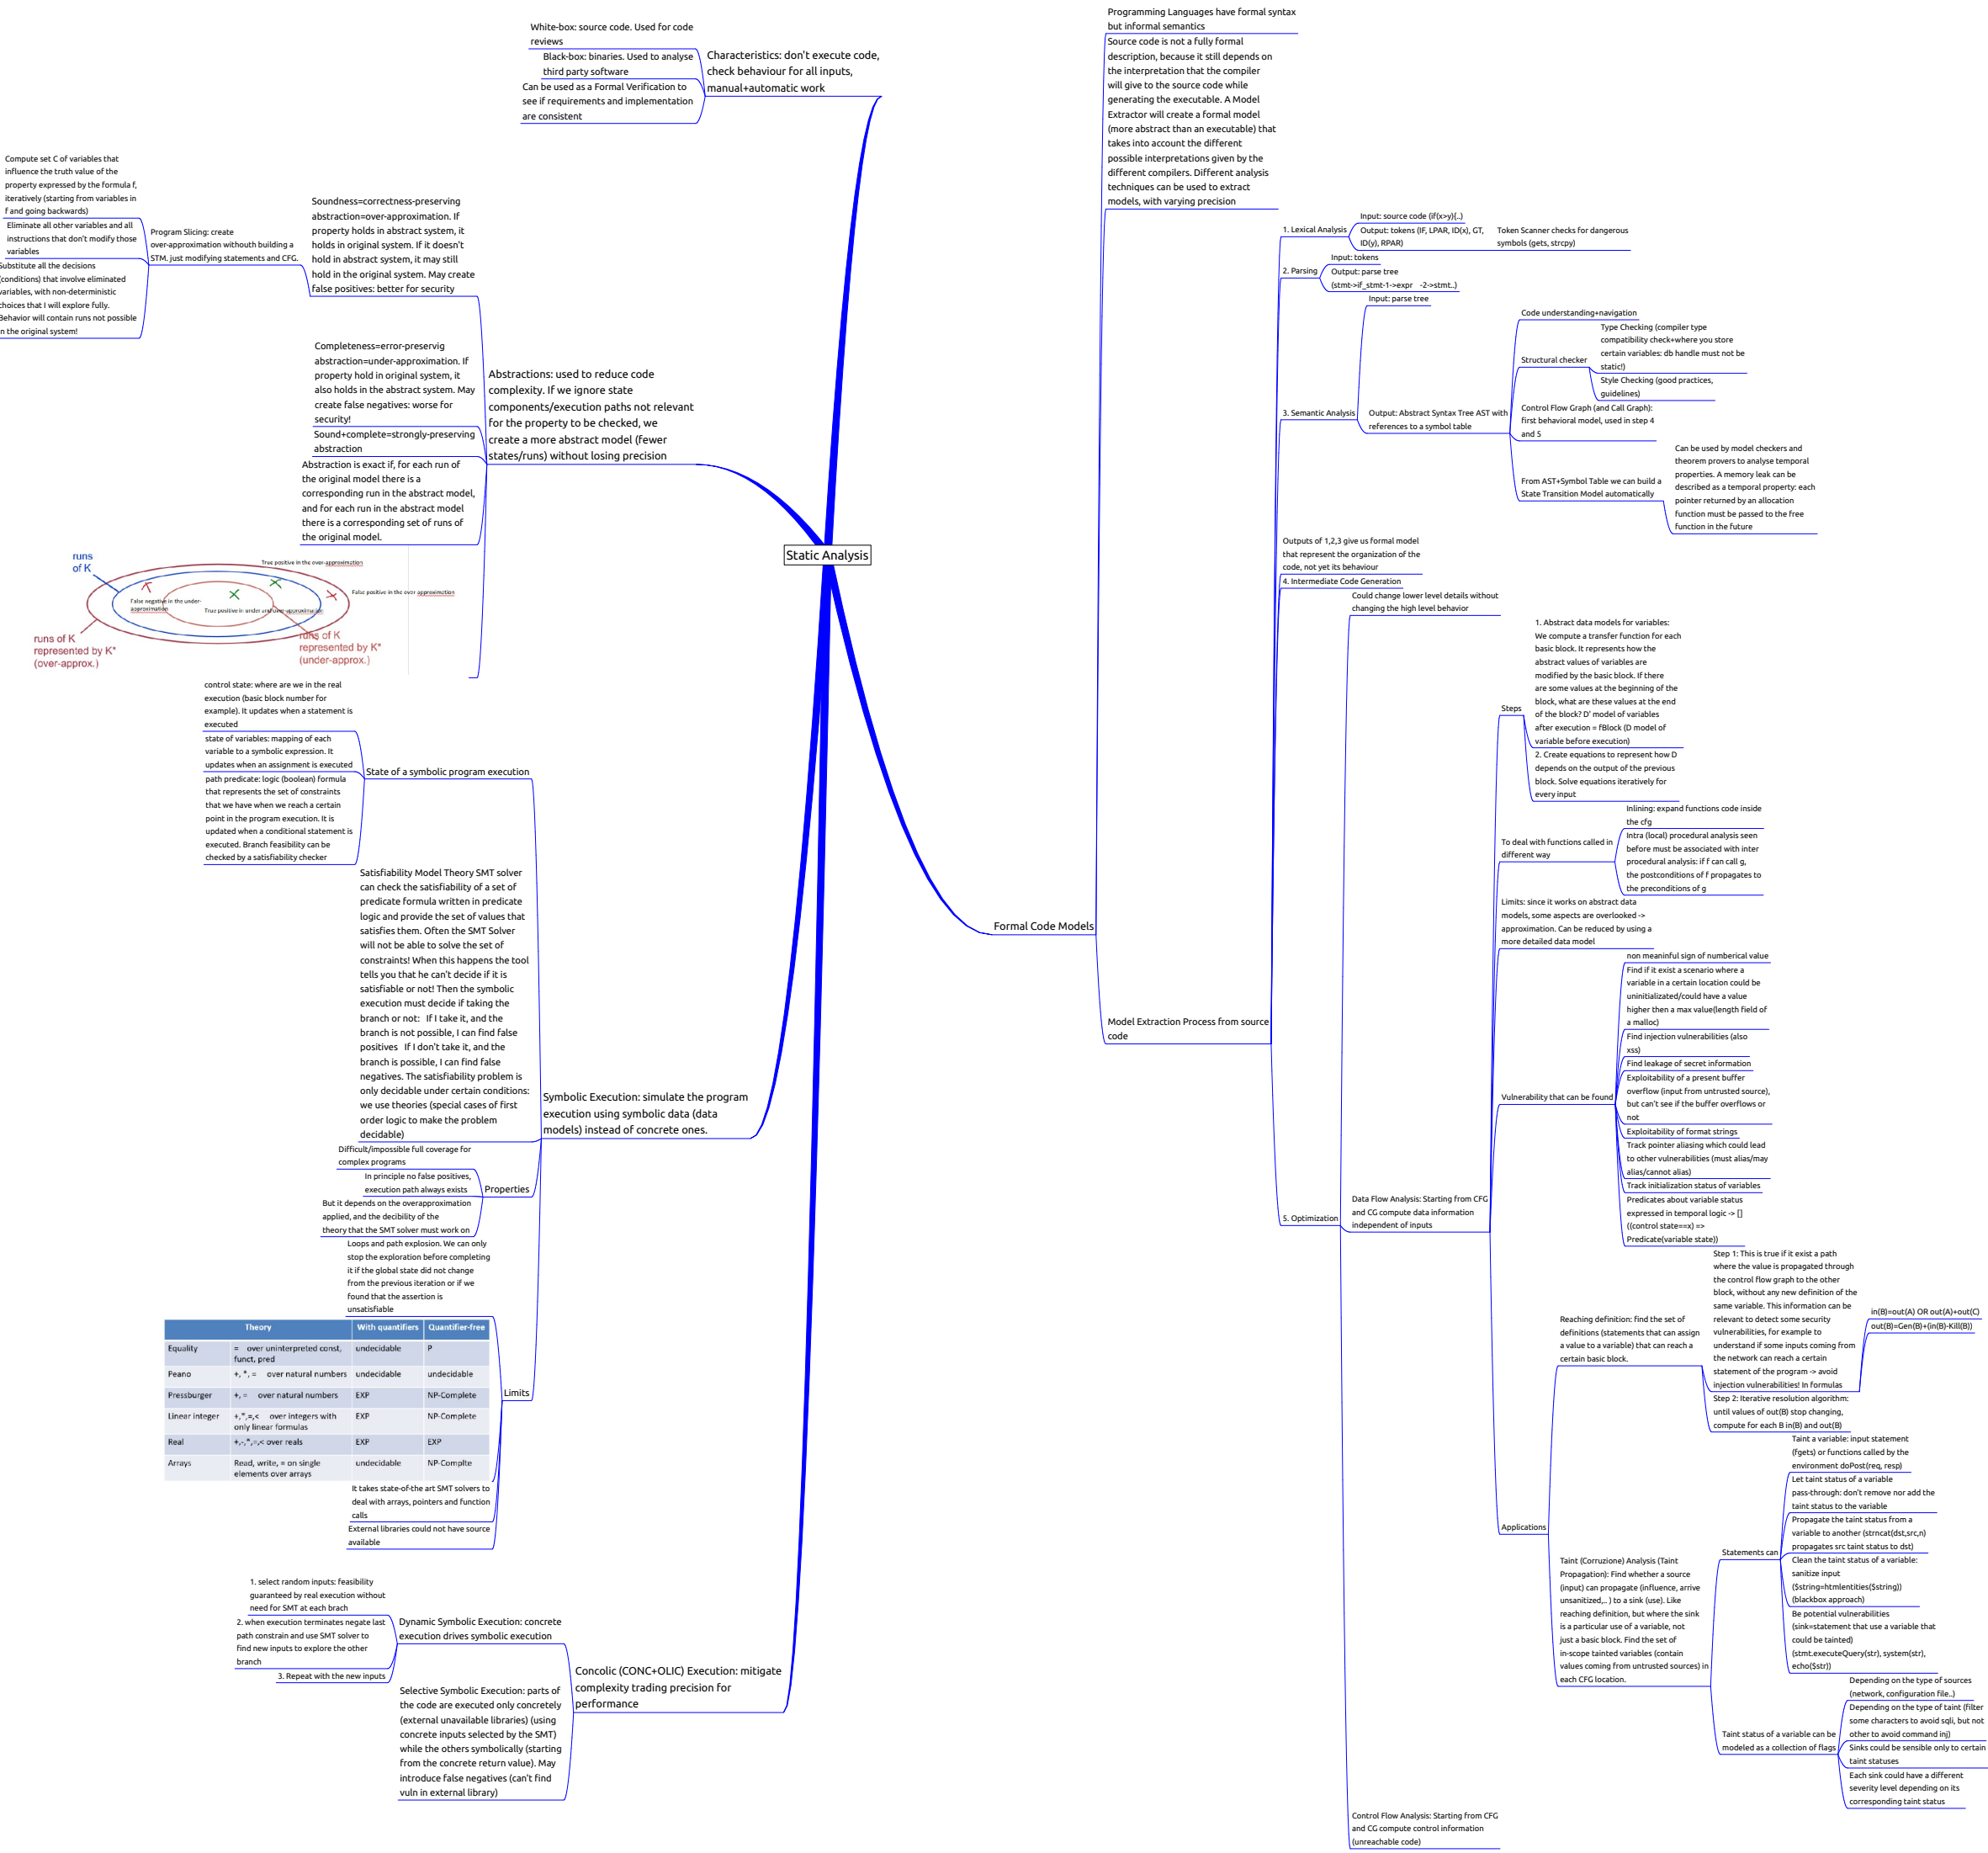 Static Analysis
Characteristics: don't execute code,
check behaviour for all inputs,
manual+automatic work
White-box: source code. Used for code
reviews
Black-box: binaries. Used to analyse
third party software
Can be used as a Formal Verification to
see if requirements and implementation
are consistent
Abstractions: used to reduce code
complexity. If we ignore state
components/execution paths not relevant
for the property to be checked, we
create a more abstract model (fewer
states/runs) without losing precision
Soundness=correctness-preserving
abstraction=over-approximation. If
property holds in abstract system, it
holds in original system. If it doesn't
hold in abstract system, it may still
hold in the original system. May create
false positives: better for security
Program Slicing: create
over-approximation withouth building a
STM. just modifying statements and CFG.
Compute set C of variables that
influence the truth value of the
property expressed by the formula f,
iteratively (starting from variables in
f and going backwards)
Eliminate all other variables and all
instructions that don't modify those
variables
Substitute all the decisions
(conditions) that involve eliminated
variables, with non-deterministic
choices that I will explore fully.
Behavior will contain runs not possible
in the original system!
Completeness=error-preservig
abstraction=under-approximation. If
property hold in original system, it
also holds in the abstract system. May
create false negatives: worse for
security!
Sound+complete=strongly-preserving
abstraction
Abstraction is exact if, for each run of
the original model there is a
corresponding run in the abstract model,
and for each run in the abstract model
there is a corresponding set of runs of
the original model.
runs
of K
True positive in the over-approximation
False positive in the over approximation
False negative in the under-
approximation
True positive in under and over-approximation
runs of K
represented by K*
(over-approx.)
runs of K
represented by K*
(under-approx.)
Symbolic Execution: simulate the program
execution using symbolic data (data
models) instead of concrete ones.
State of a symbolic program execution
control state: where are we in the real
execution (basic block number for
example). It updates when a statement is
executed
state of variables: mapping of each
variable to a symbolic expression. It
updates when an assignment is executed
path predicate: logic (boolean) formula
that represents the set of constraints
that we have when we reach a certain
point in the program execution. It is
updated when a conditional statement is
executed. Branch feasibility can be
checked by a satisfiability checker
Satisfiability Model Theory SMT solver
can check the satisfiability of a set of
predicate formula written in predicate
logic and provide the set of values that
satisfies them. Often the SMT Solver
will not be able to solve the set of
constraints! When this happens the tool
tells you that he can't decide if it is
satisfiable or not! Then the symbolic
execution must decide if taking the
branch or not: If I take it, and the
branch is not possible, I can find false
positives If I don't take it, and the
branch is possible, I can find false
negatives. The satisfiability problem is
only decidable under certain conditions:
we use theories (special cases of first
order logic to make the problem
decidable)
Properties
Difficult/impossible full coverage for
complex programs
In principle no false positives,
execution path always exists
But it depends on the overapproximation
applied, and the decibility of the
theory that the SMT solver must work on
Limits
Loops and path explosion. We can only
stop the exploration before completing
it if the global state did not change
from the previous iteration or if we
found that the assertion is
unsatisfiable
Theory With quantifiers Quantifier-free
Equality = over uninterpreted const, funct, pred undecidable P
Peano +, *, = over natural numbers undecidable undecidable
Pressburger +, = over natural numbers EXP NP-Complete
Linear integer +,*,=,< over integers with only linear formulas EXP NP-Complete
Real +,-,*,=,< over reals EXP EXP
Arrays Read, write, = on single elements over arrays undecidable NP-Complte
It takes state-of-the art SMT solvers to
deal with arrays, pointers and function
calls
External libraries could not have source
available
Concolic (CONC+OLIC) Execution: mitigate
complexity trading precision for
performance
Dynamic Symbolic Execution: concrete
execution drives symbolic execution
1. select random inputs: feasibility
guaranteed by real execution without
need for SMT at each brach
2. when execution terminates negate last
path constrain and use SMT solver to
find new inputs to explore the other
branch
3. Repeat with the new inputs
Selective Symbolic Execution: parts of
the code are executed only concretely
(external unavailable libraries) (using
concrete inputs selected by the SMT)
while the others symbolically (starting
from the concrete return value). May
introduce false negatives (can't find
vuln in external library)
Formal Code Models
Programming Languages have formal syntax
but informal semantics
Source code is not a fully formal
description, because it still depends on
the interpretation that the compiler
will give to the source code while
generating the executable. A Model
Extractor will create a formal model
(more abstract than an executable) that
takes into account the different
possible interpretations given by the
different compilers. Different analysis
techniques can be used to extract
models, with varying precision
Model Extraction Process from source
code
1. Lexical Analysis
Input: source code (if(x>y){..)
Output: tokens (IF, LPAR, ID(x), GT,
ID(y), RPAR)
Token Scanner checks for dangerous
symbols (gets, strcpy)
2. Parsing
Input: tokens
Output: parse tree
(stmt->if_stmt-1->expr -2->stmt..)
3. Semantic Analysis
Input: parse tree
Output: Abstract Syntax Tree AST with
references to a symbol table
Code understanding+navigation
Structural checker
Type Checking (compiler type
compatibility check+where you store
certain variables: db handle must not be
static!)
Style Checking (good practices,
guidelines)
Control Flow Graph (and Call Graph):
first behavioral model, used in step 4
and 5
From AST+Symbol Table we can build a
State Transition Model automatically
Can be used by model checkers and
theorem provers to analyse temporal
properties. A memory leak can be
described as a temporal property: each
pointer returned by an allocation
function must be passed to the free
function in the future
Outputs of 1,2,3 give us formal model
that represent the organization of the
code, not yet its behaviour
4. Intermediate Code Generation
5. Optimization
Could change lower level details without
changing the high level behavior
Data Flow Analysis: Starting from CFG
and CG compute data information
independent of inputs
Steps
1. Abstract data models for variables:
We compute a transfer function for each
basic block. It represents how the
abstract values of variables are
modified by the basic block. If there
are some values at the beginning of the
block, what are these values at the end
of the block? D' model of variables
after execution = fBlock (D model of
variable before execution)
2. Create equations to represent how D
depends on the output of the previous
block. Solve equations iteratively for
every input
To deal with functions called in
different way
Inlining: expand functions code inside
the cfg
Intra (local) procedural analysis seen
before must be associated with inter
procedural analysis: if f can call g,
the postconditions of f propagates to
the preconditions of g
Limits: since it works on abstract data
models, some aspects are overlooked ->
approximation. Can be reduced by using a
more detailed data model
Vulnerability that can be found
non meaninful sign of numberical value
Find if it exist a scenario where a
variable in a certain location could be
uninitializated/could have a value
higher then a max value(length field of
a malloc)
Find injection vulnerabilities (also
xss)
Find leakage of secret information
Exploitability of a present buffer
overflow (input from untrusted source),
but can't see if the buffer overflows or
not
Exploitability of format strings
Track pointer aliasing which could lead
to other vulnerabilities (must alias/may
alias/cannot alias)
Track initialization status of variables
Predicates about variable status
expressed in temporal logic -> []
((control state==x) =>
Predicate(variable state))
Applications
Reaching definition: find the set of
definitions (statements that can assign
a value to a variable) that can reach a
certain basic block.
Step 1: This is true if it exist a path
where the value is propagated through
the control flow graph to the other
block, without any new definition of the
same variable. This information can be
relevant to detect some security
vulnerabilities, for example to
understand if some inputs coming from
the network can reach a certain
statement of the program -> avoid
injection vulnerabilities! In formulas
in(B)=out(A) OR out(A)+out(C)
out(B)=Gen(B)+(in(B)-Kill(B))
Step 2: Iterative resolution algorithm:
until values of out(B) stop changing,
compute for each B in(B) and out(B)
Taint (Corruzione) Analysis (Taint
Propagation): Find whether a source
(input) can propagate (influence, arrive
unsanitized,.. ) to a sink (use). Like
reaching definition, but where the sink
is a particular use of a variable, not
just a basic block. Find the set of
in-scope tainted variables (contain
values coming from untrusted sources) in
each CFG location.
Statements can
Taint a variable: input statement
(fgets) or functions called by the
environment doPost(req, resp)
Let taint status of a variable
pass-through: don't remove nor add the
taint status to the variable
Propagate the taint status from a
variable to another (strncat(dst,src,n)
propagates src taint status to dst)
Clean the taint status of a variable:
sanitize input
($string=htmlentities($string))
(blackbox approach)
Be potential vulnerabilities
(sink=statement that use a variable that
could be tainted)
(stmt.executeQuery(str), system(str),
echo($str))
Taint status of a variable can be
modeled as a collection of flags
Depending on the type of sources
(network, configuration file..)
Depending on the type of taint (filter
some characters to avoid sqli, but not
other to avoid command inj)
Sinks could be sensible only to certain
taint statuses
Each sink could have a different
severity level depending on its
corresponding taint status
Control Flow Analysis: Starting from CFG
and CG compute control information
(unreachable code)